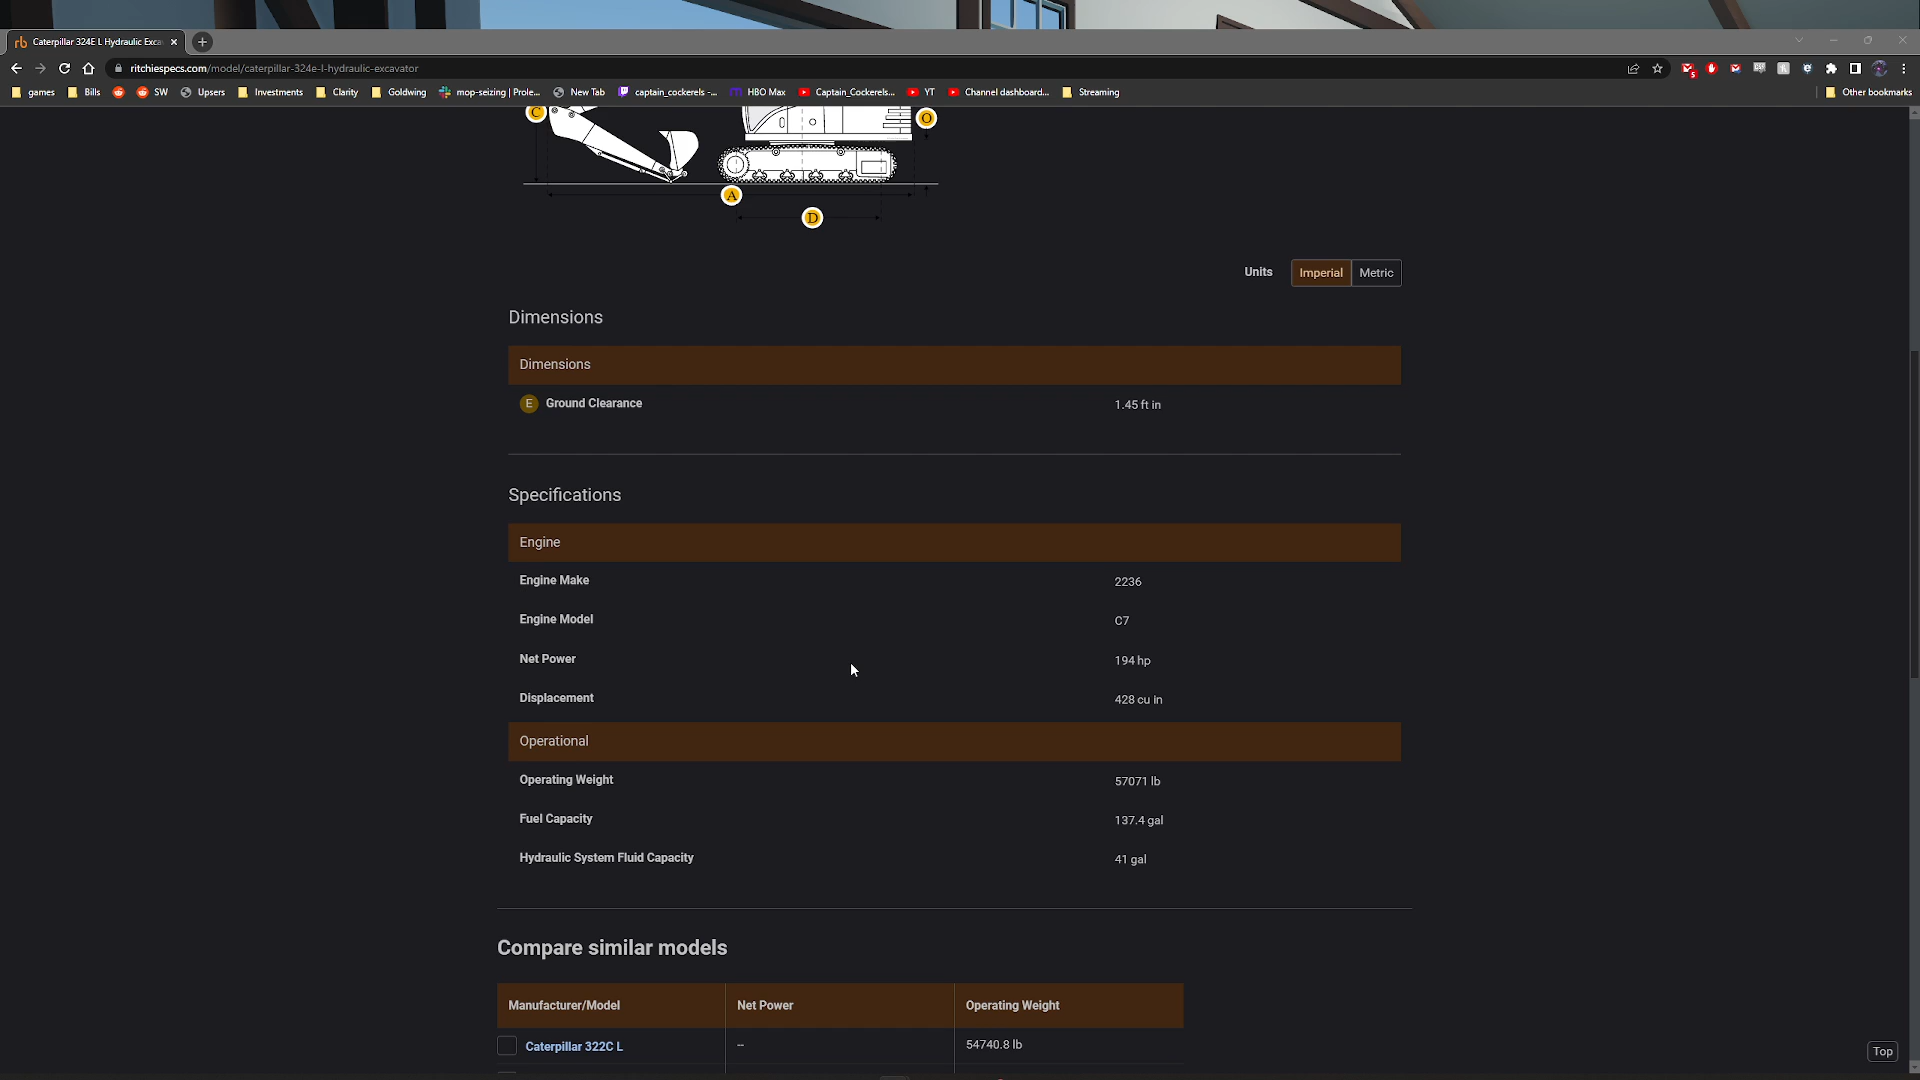 Caterpillar 324E L Hydraulic Exca
ritchiespecs.com/model/caterpillar-324e-l-hydraulic-excavator
games Bills SW Upsers Investments Clarity Goldwing mop-seizing | Prole... New Tab captain_cockerels -... HBO Max Captain_Cockerels... YT Channel dashboard... Streaming Other bookmarks
C O
A
D
Units Imperial Metric
Dimensions
Dimensions
E Ground Clearance 1.45 ft in
Specifications
Engine
Engine Make 2236
Engine Model C7
Net Power 194 hp
Displacement 428 cu in
Operational
Operating Weight 57071 lb
Fuel Capacity 137.4 gal
Hydraulic System Fluid Capacity 41 gal
Compare similar models
Manufacturer/Model Net Power Operating Weight
Caterpillar 322C L -- 54740.8 lb
Top